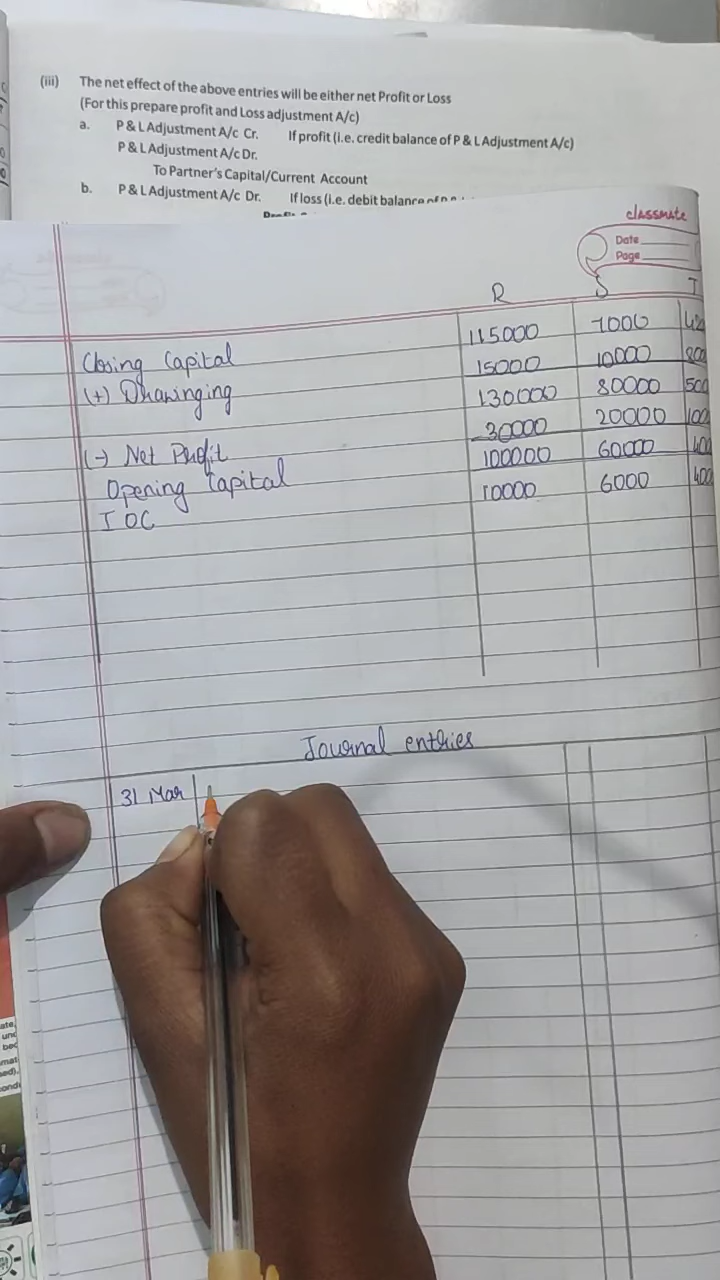 (iii) The net effect of the above entries will be either net Profit or Loss
(For this prepare profit and Loss adjustment A/c)
a. P & L Adjustment A/c Cr. If profit (i.e. credit balance of P & L Adjustment A/c)
P & L Adjustment A/c Dr.
To Partner's Capital/Current Account
b. P & L Adjustment A/c Dr. If loss (i.e. debit balance of
classmate
Date
Page
R S T
Closing Capital 115000 7000
(+) Dhawinging 15000 10000
130000 80000
(-) Net Profit 30000 20000
Opening Capital 100000 60000
IOC 10000 6000
Journal entries
31 Mar